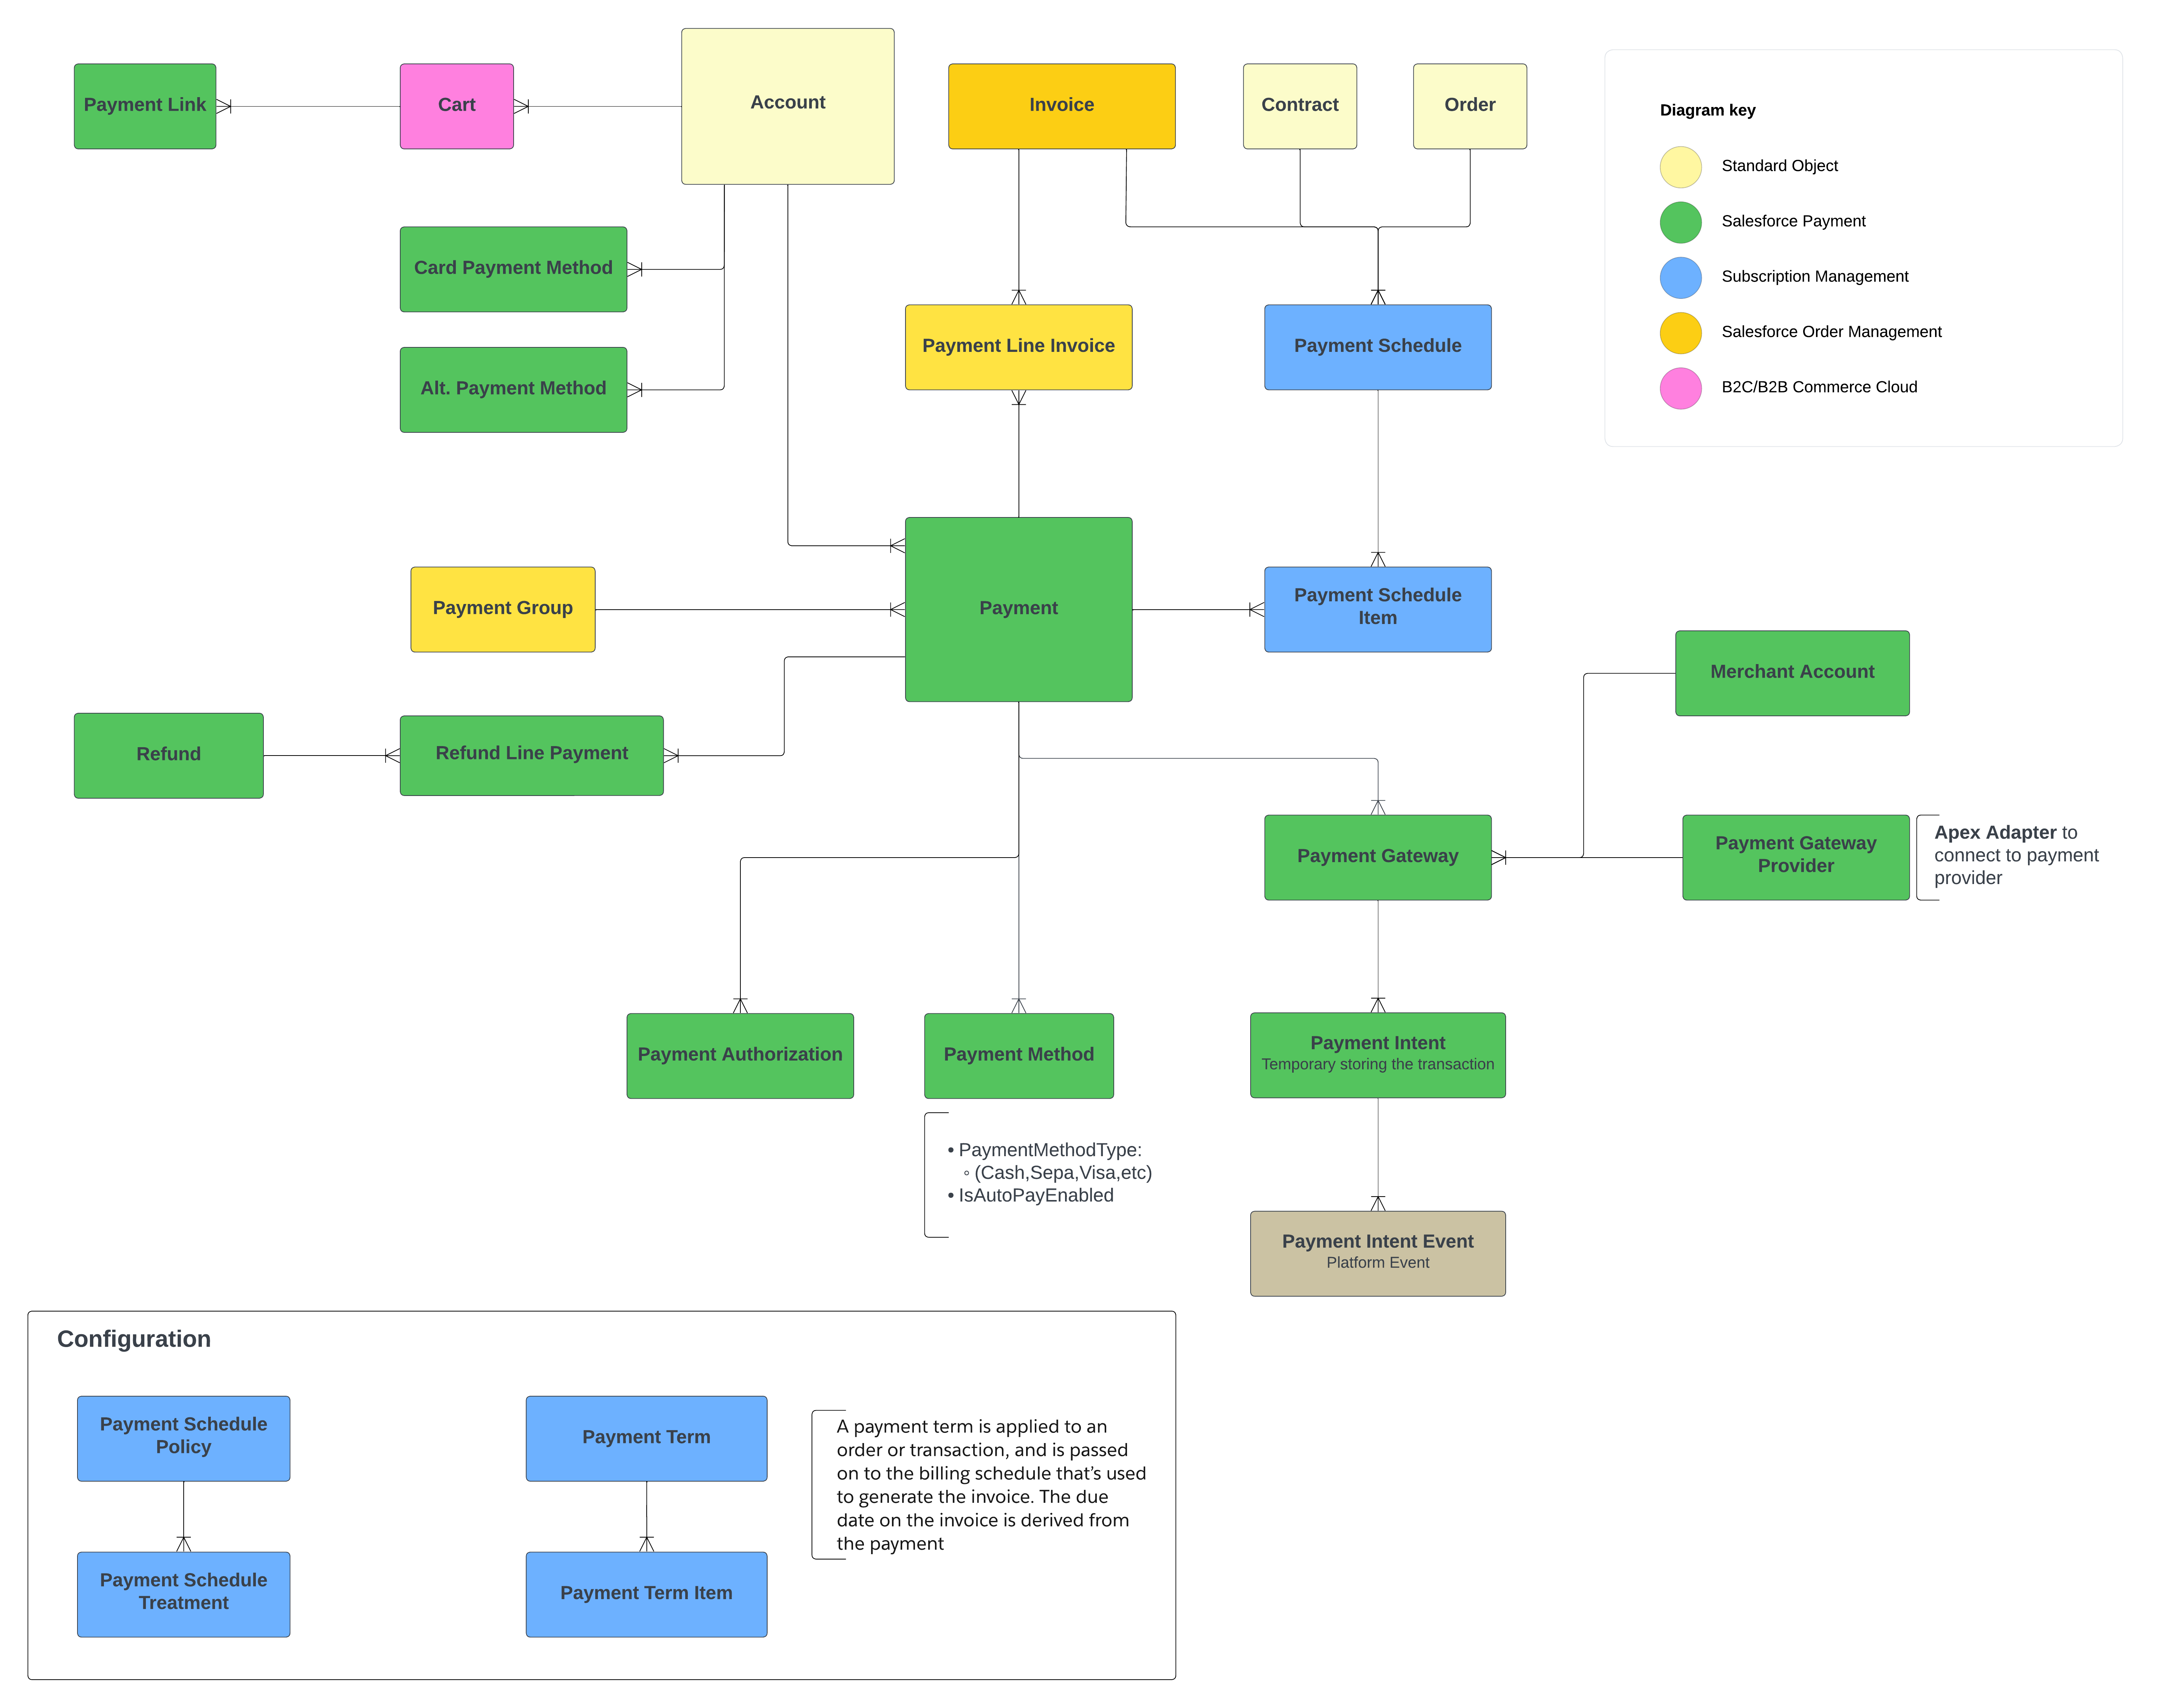 Payment Link
Cart
Account
Invoice
Contract
Order
Diagram key
Standard Object
Salesforce Payment
Subscription Management
Salesforce Order Management
B2C/B2B Commerce Cloud
Card Payment Method
Alt. Payment Method
Payment Line Invoice
Payment Schedule
Payment Group
Payment
Payment Schedule
Item
Merchant Account
Refund
Refund Line Payment
Payment Gateway
Payment Gateway
Provider
Apex Adapter to
connect to payment
provider
Payment Authorization
Payment Method
Payment Intent
Temporary storing the transaction
• PaymentMethodType:
◦ (Cash,Sepa,Visa,etc)
• IsAutoPayEnabled
Payment Intent Event
Platform Event
Configuration
Payment Schedule
Policy
Payment Term
A payment term is applied to an
order or transaction, and is passed
on to the billing schedule that’s used
to generate the invoice. The due
date on the invoice is derived from
the payment
Payment Schedule
Treatment
Payment Term Item